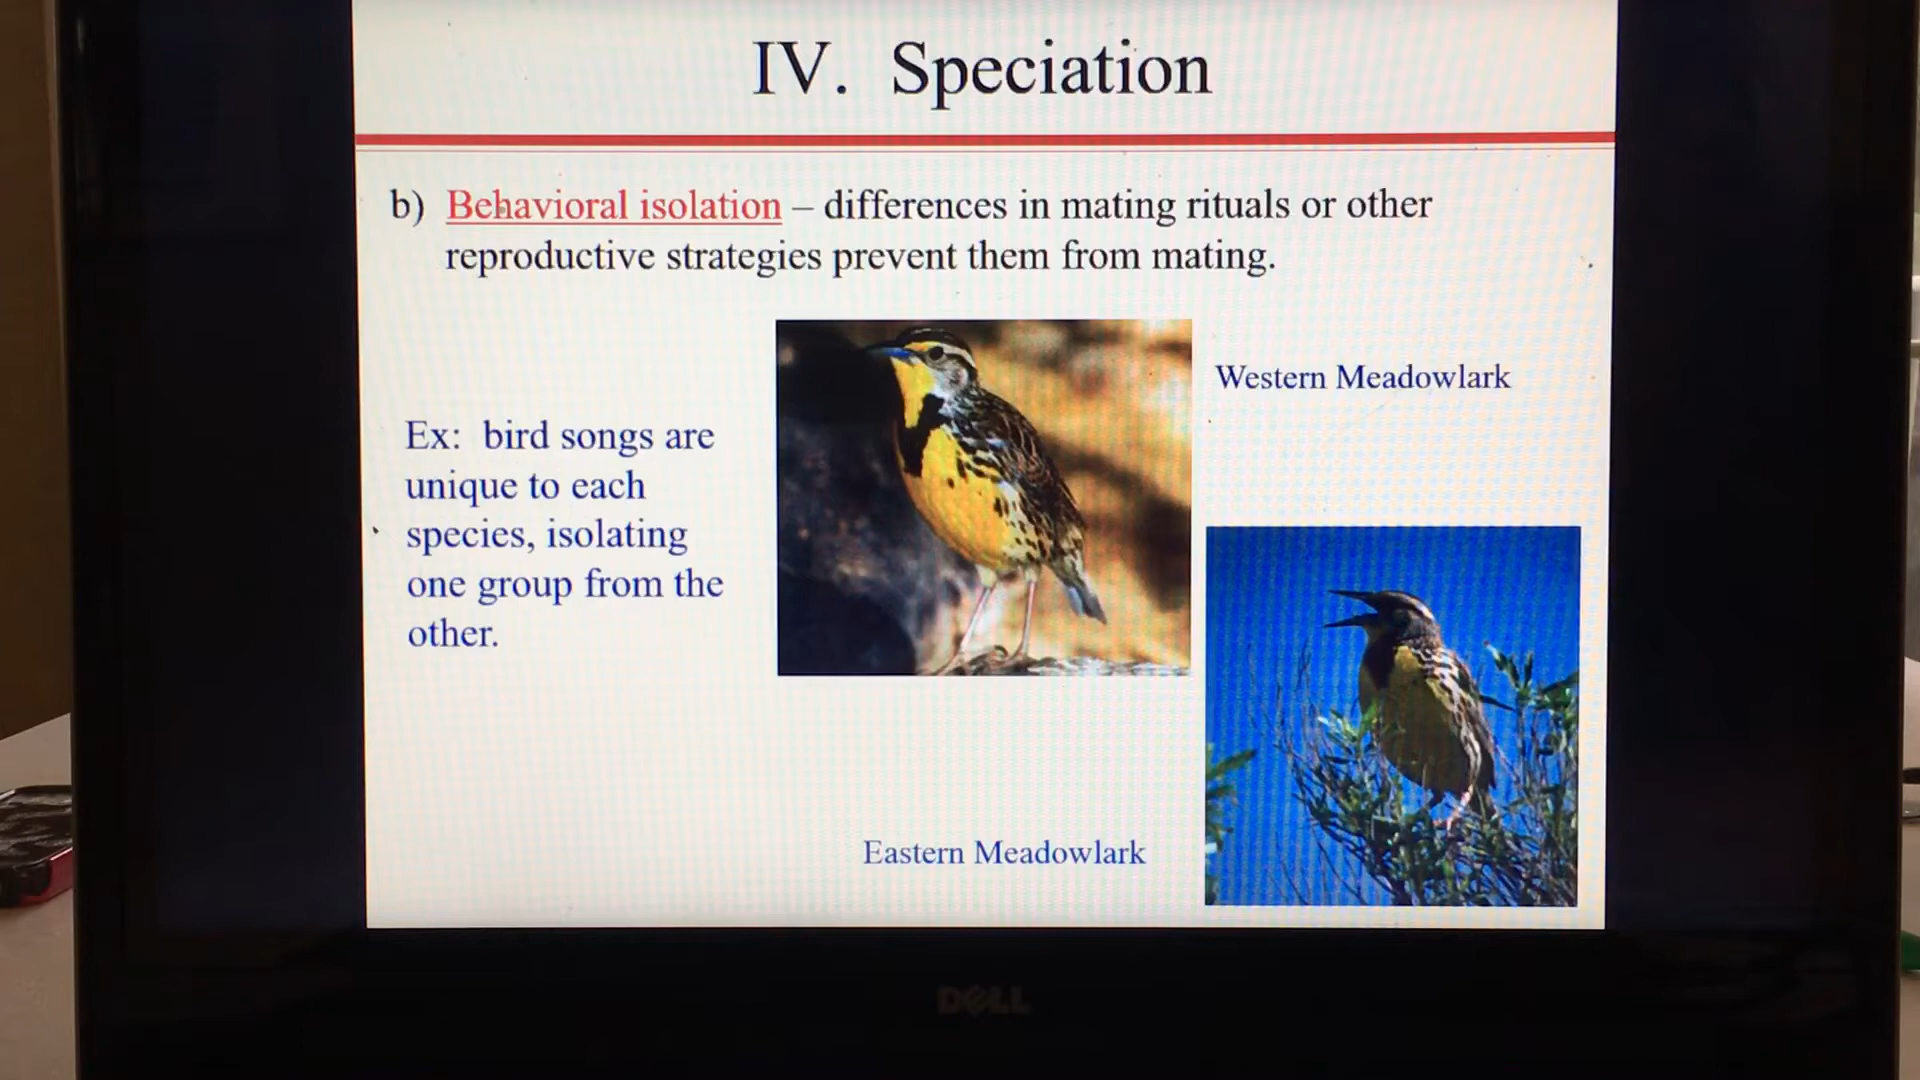 IV. Speciation
b) Behavioral isolation – differences in mating rituals or other
reproductive strategies prevent them from mating.
Western Meadowlark
Ex: bird songs are
unique to each
species, isolating
one group from the
other.
Eastern Meadowlark
DELL